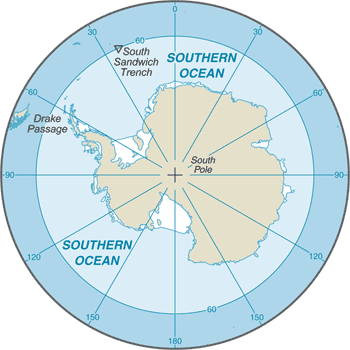 0
30
30
60
South
Sandwich
Trench
SOUTHERN
OCEAN
60
60
Drake
Passage
South
Pole
90
90
SOUTHERN
OCEAN
120
120
60
150
150
180